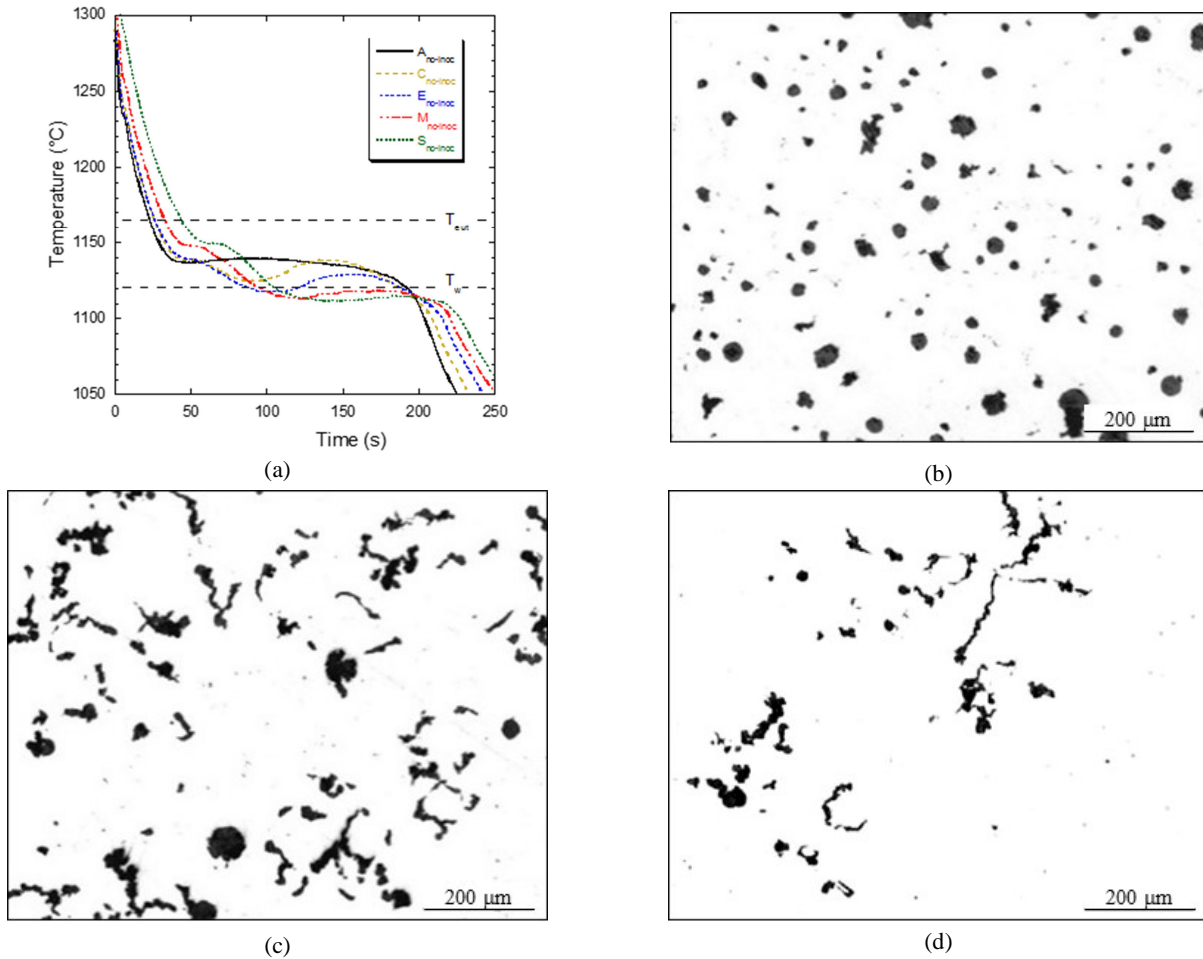 1300
1250
1200
1150
1100
1050
Temperature (°C)
A no-inoc
C no-inoc
E no-inoc
M no-inoc
S no-inoc
T eut
T w
0 50 100 150 200 250
Time (s)
(a)
200 µm
(b)
200 µm
(c)
200 µm
(d)